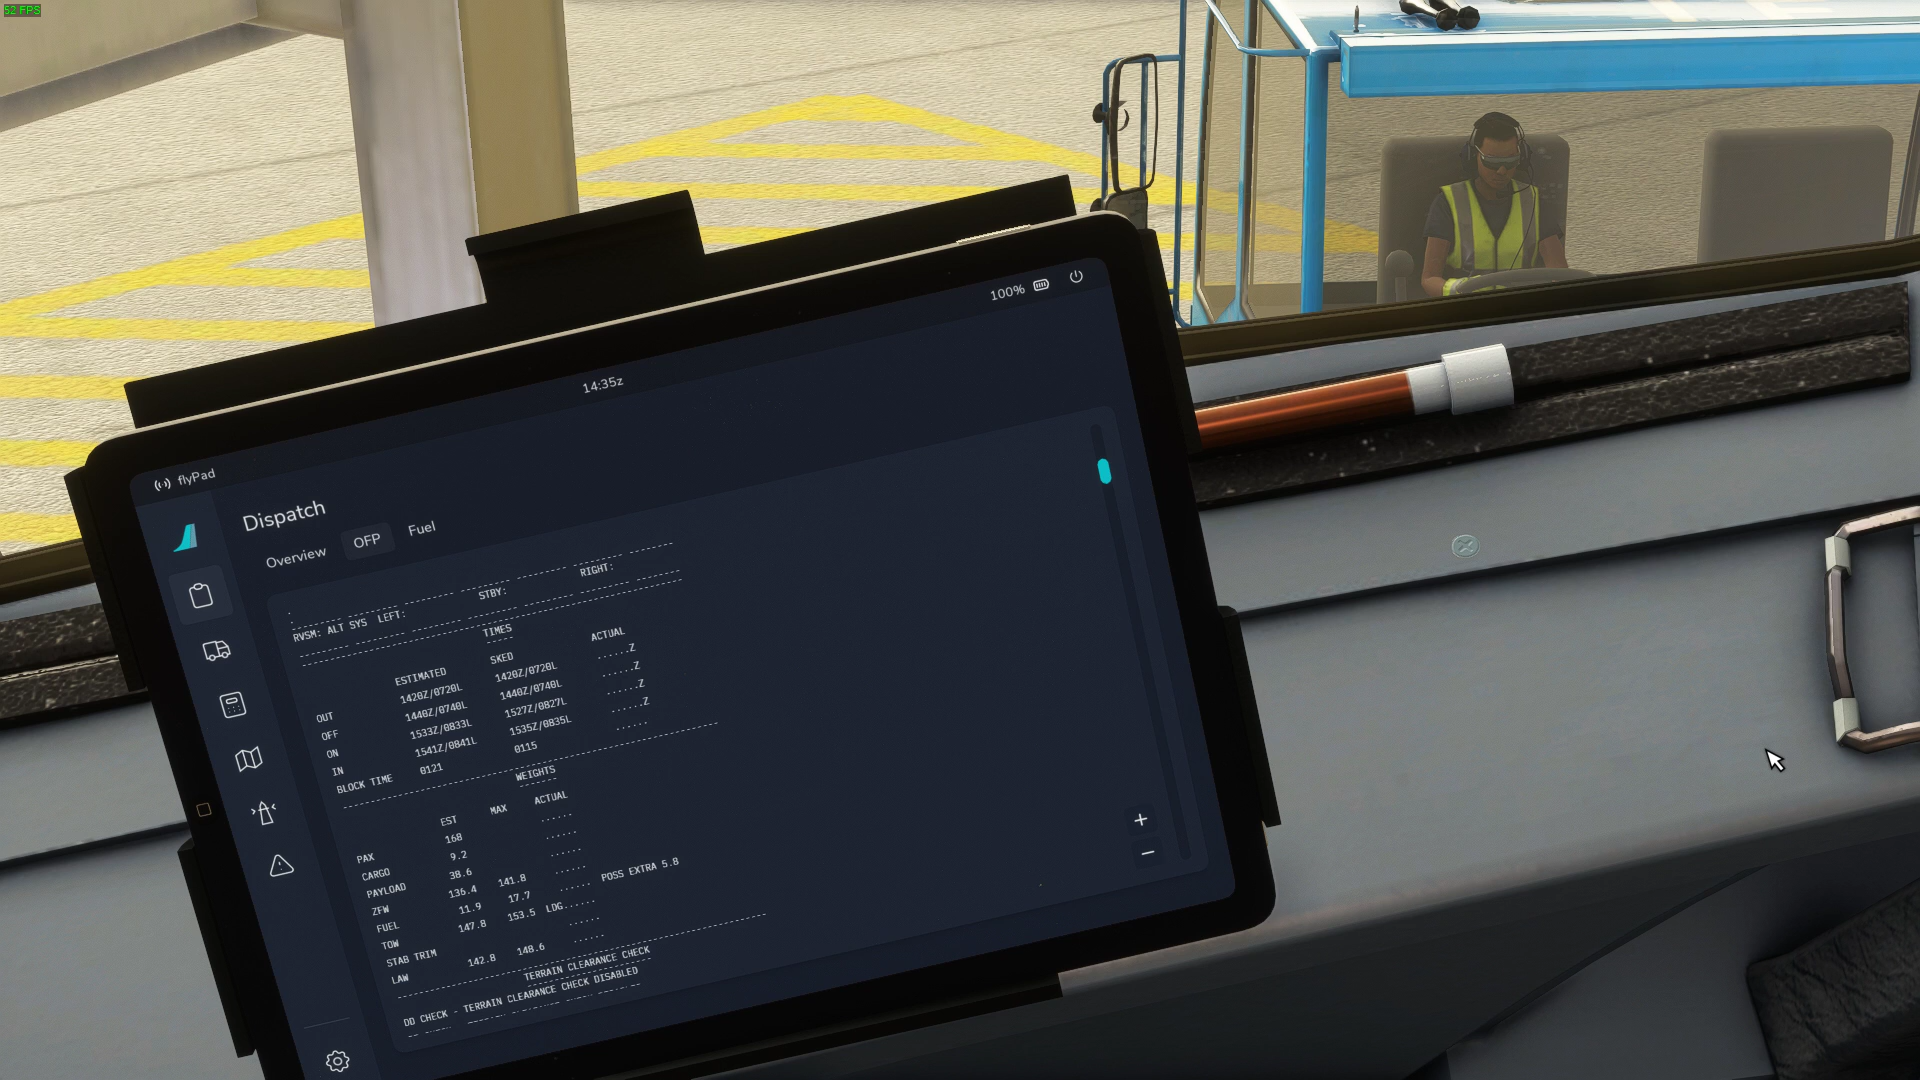 52 FPS
100%
14:35z
flyPad
Dispatch
Overview OFP Fuel
RVSM: ALT SYS LEFT: STBY: RIGHT:
TIMES
ESTIMATED SKED ACTUAL
OUT 1420Z/0720L 1420Z/0720L ......Z
OFF 1440Z/0740L 1440Z/0740L ......Z
ON 1533Z/0833L 1527Z/0827L ......Z
IN 1541Z/0841L 1535Z/0835L ......Z
BLOCK TIME 0121 0115 ......
WEIGHTS
EST MAX ACTUAL
PAX 168 ......
CARGO 9.2 ......
PAYLOAD 38.6 ......
ZFW 136.4 141.8 ......
FUEL 11.9 17.7 ...... POSS EXTRA 5.8
TOW 147.8 153.5 LDG......
STAB TRIM ......
LAW 142.8 148.6 ......
TERRAIN CLEARANCE CHECK
DD CHECK - TERRAIN CLEARANCE CHECK DISABLED